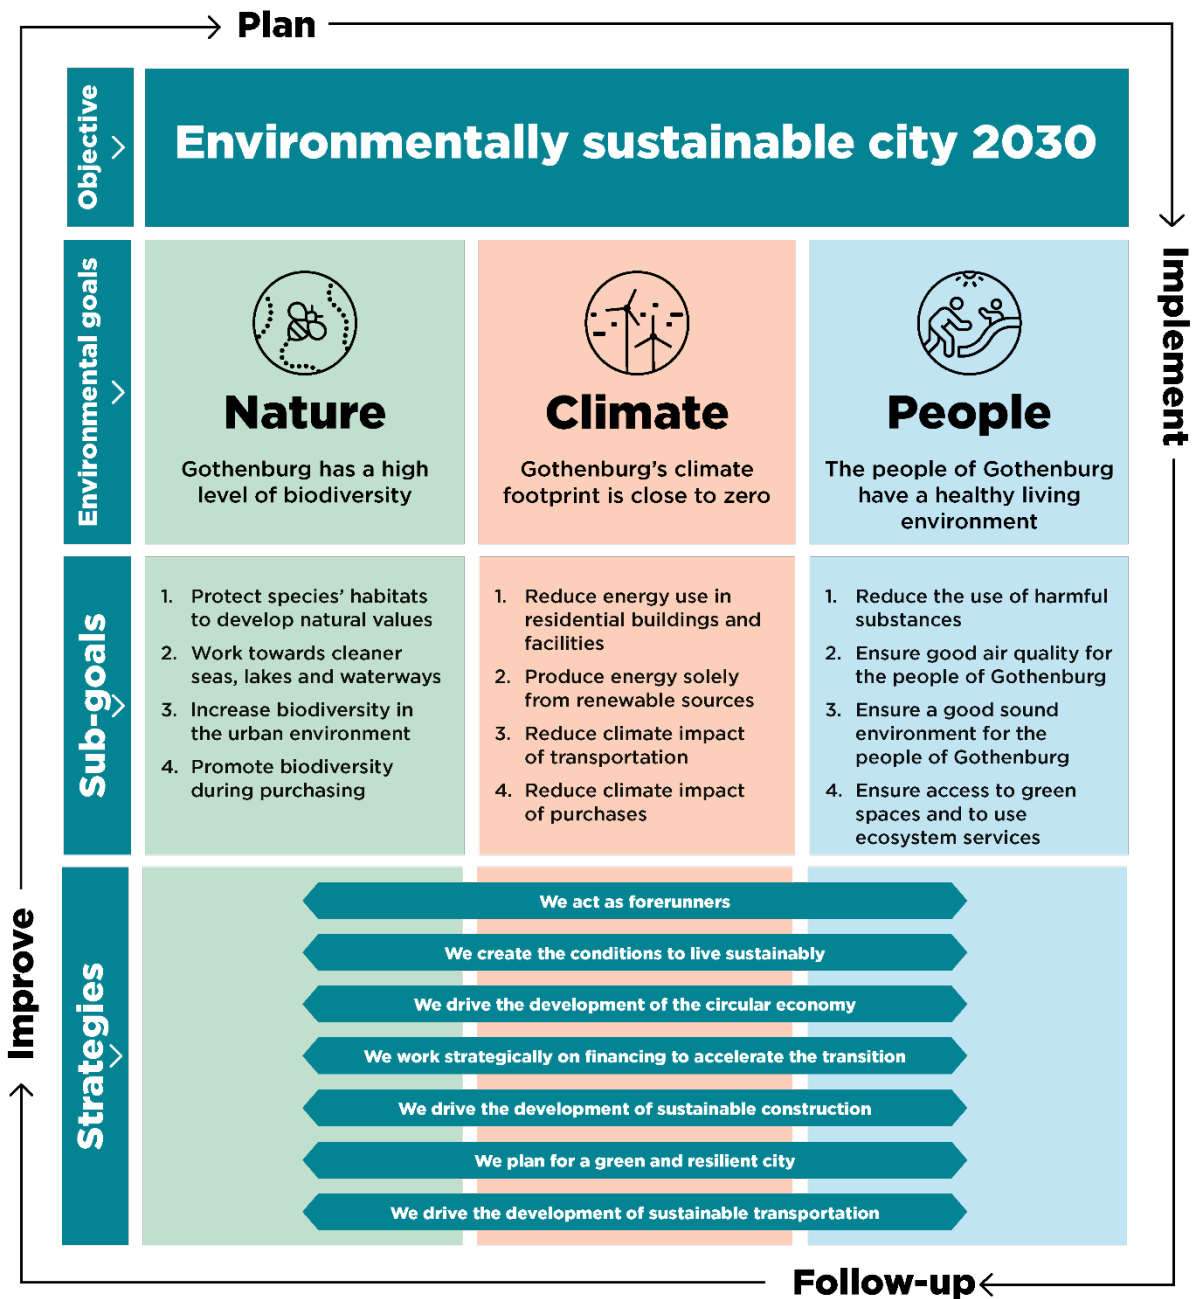 Plan
Objective
Environmentally sustainable city 2030
Implement
Environmental goals
Nature
Gothenburg has a high
level of biodiversity
Climate
Gothenburg's climate
footprint is close to zero
People
The people of Gothenburg
have a healthy living
environment
Sub-goals
1. Protect species' habitats
to develop natural values
2. Work towards cleaner
seas, lakes and waterways
3. Increase biodiversity in
the urban environment
4. Promote biodiversity
during purchasing
1. Reduce energy use in
residential buildings and
facilities
2. Produce energy solely
from renewable sources
3. Reduce climate impact
of transportation
4. Reduce climate impact
of purchases
1. Reduce the use of harmful
substances
2. Ensure good air quality for
the people of Gothenburg
3. Ensure a good sound
environment for the
people of Gothenburg
4. Ensure access to green
spaces and to use
ecosystem services
Improve
Strategies
We act as forerunners
We create the conditions to live sustainably
We drive the development of the circular economy
We work strategically on financing to accelerate the transition
We drive the development of sustainable construction
We plan for a green and resilient city
We drive the development of sustainable transportation
Follow-up